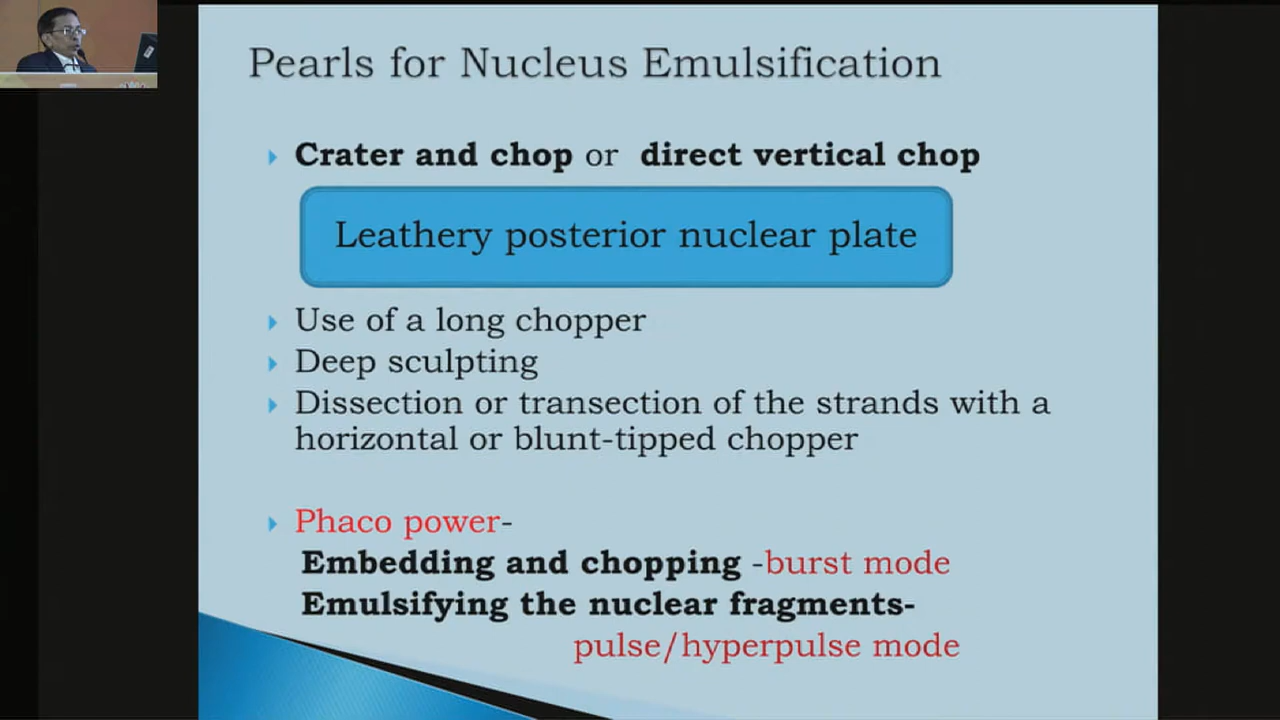 Pearls for Nucleus Emulsification
Crater and chop or direct vertical chop
Leathery posterior nuclear plate
Use of a long chopper
Deep sculpting
Dissection or transection of the strands with a
horizontal or blunt-tipped chopper
Phaco power-
Embedding and chopping -burst mode
Emulsifying the nuclear fragments-
pulse/hyperpulse mode